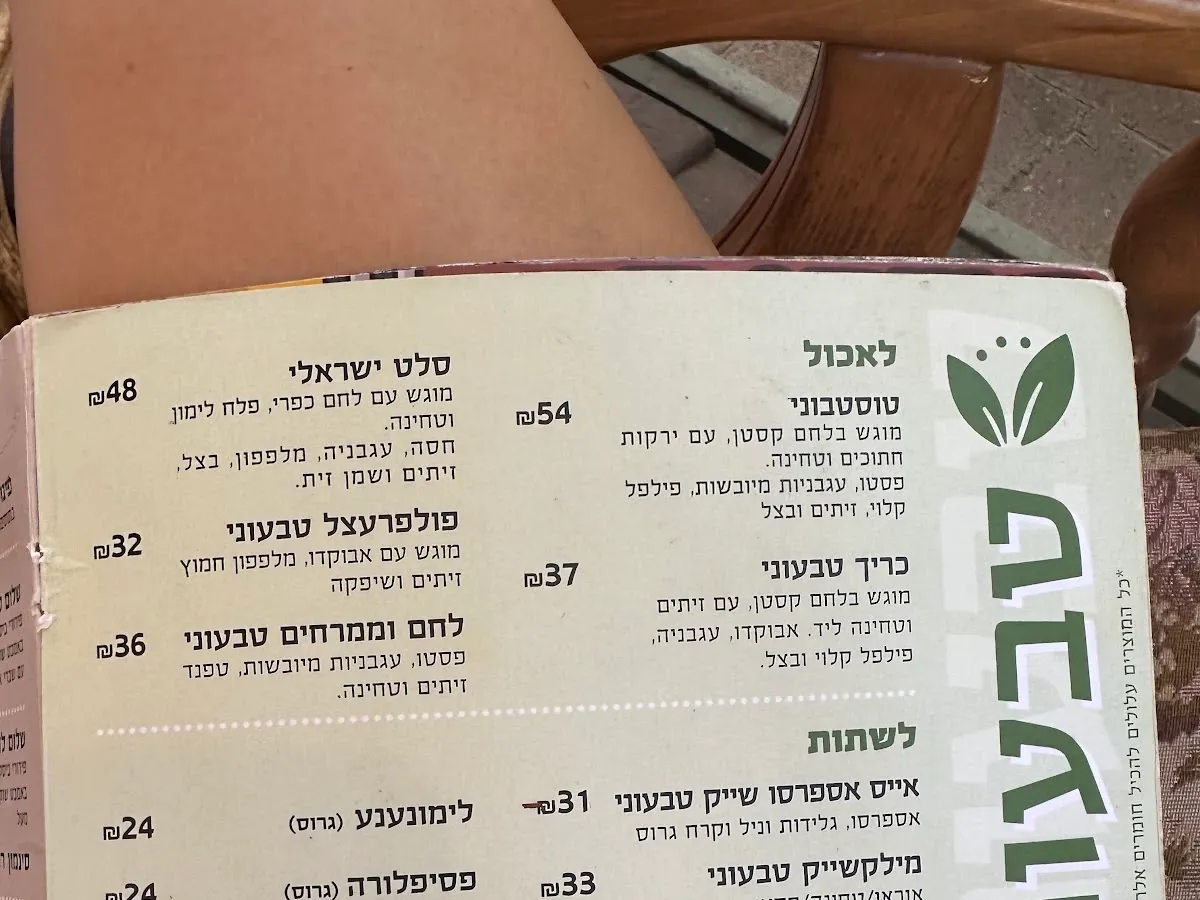 טבעוני
לאכול
טוסטבוני
₪54
מוגש בלחם קסטן, עם ירקות
חתוכים וטחינה.
פסטו, עגבניות מיובשות, פילפל
קלוי, זיתים ובצל
כריך טבעוני
₪37
מוגש בלחם קסטן, עם זיתים
וטחינה ליד. אבוקדו, עגבניה,
פילפל קלוי ובצל.
סלט ישראלי
₪48
מוגש עם לחם כפרי, פלח לימון
וטחינה.
חסה, עגבניה, מלפפון, בצל,
זיתים ושמן זית.
פולפרעצל טבעוני
₪32
מוגש עם אבוקדו, מלפפון חמוץ
זיתים ושיפקה
לחם וממרחים טבעוני
₪36
פסטו, עגבניות מיובשות, טפנד
זיתים וטחינה.
לשתות
אייס אספרסו שייק טבעוני
₪31
אספרסו, גלידות וניל וקרח גרוס
מילקשייק טבעוני
₪33
לימונענע (גרוס)
₪24
פסיפלורה (גרוס)
₪24
*כל המוצרים עלולים להכיל חומרים